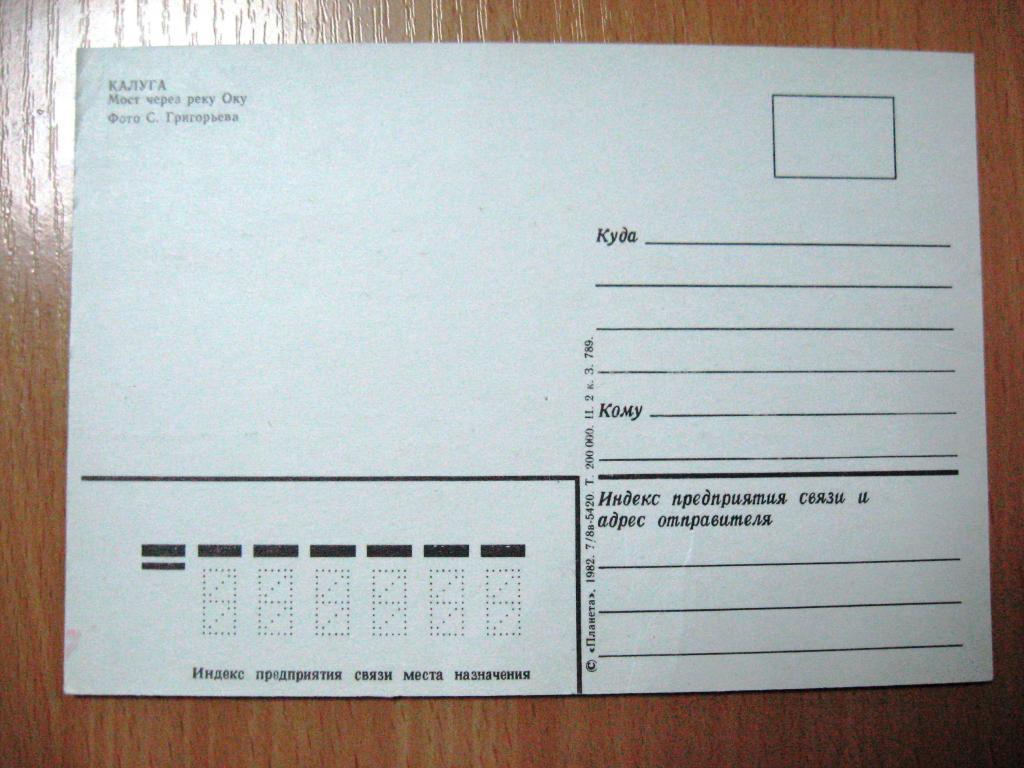 КАЛУГА
Мост через реку Оку
Фото С. Григорьева
Куда
Кому
Индекс предприятия связи и
адрес отправителя
© «Планета», 1982. 7/8в-5420. Т. 200 000. Ц. 2 к. З. 789.
Индекс предприятия связи места назначения